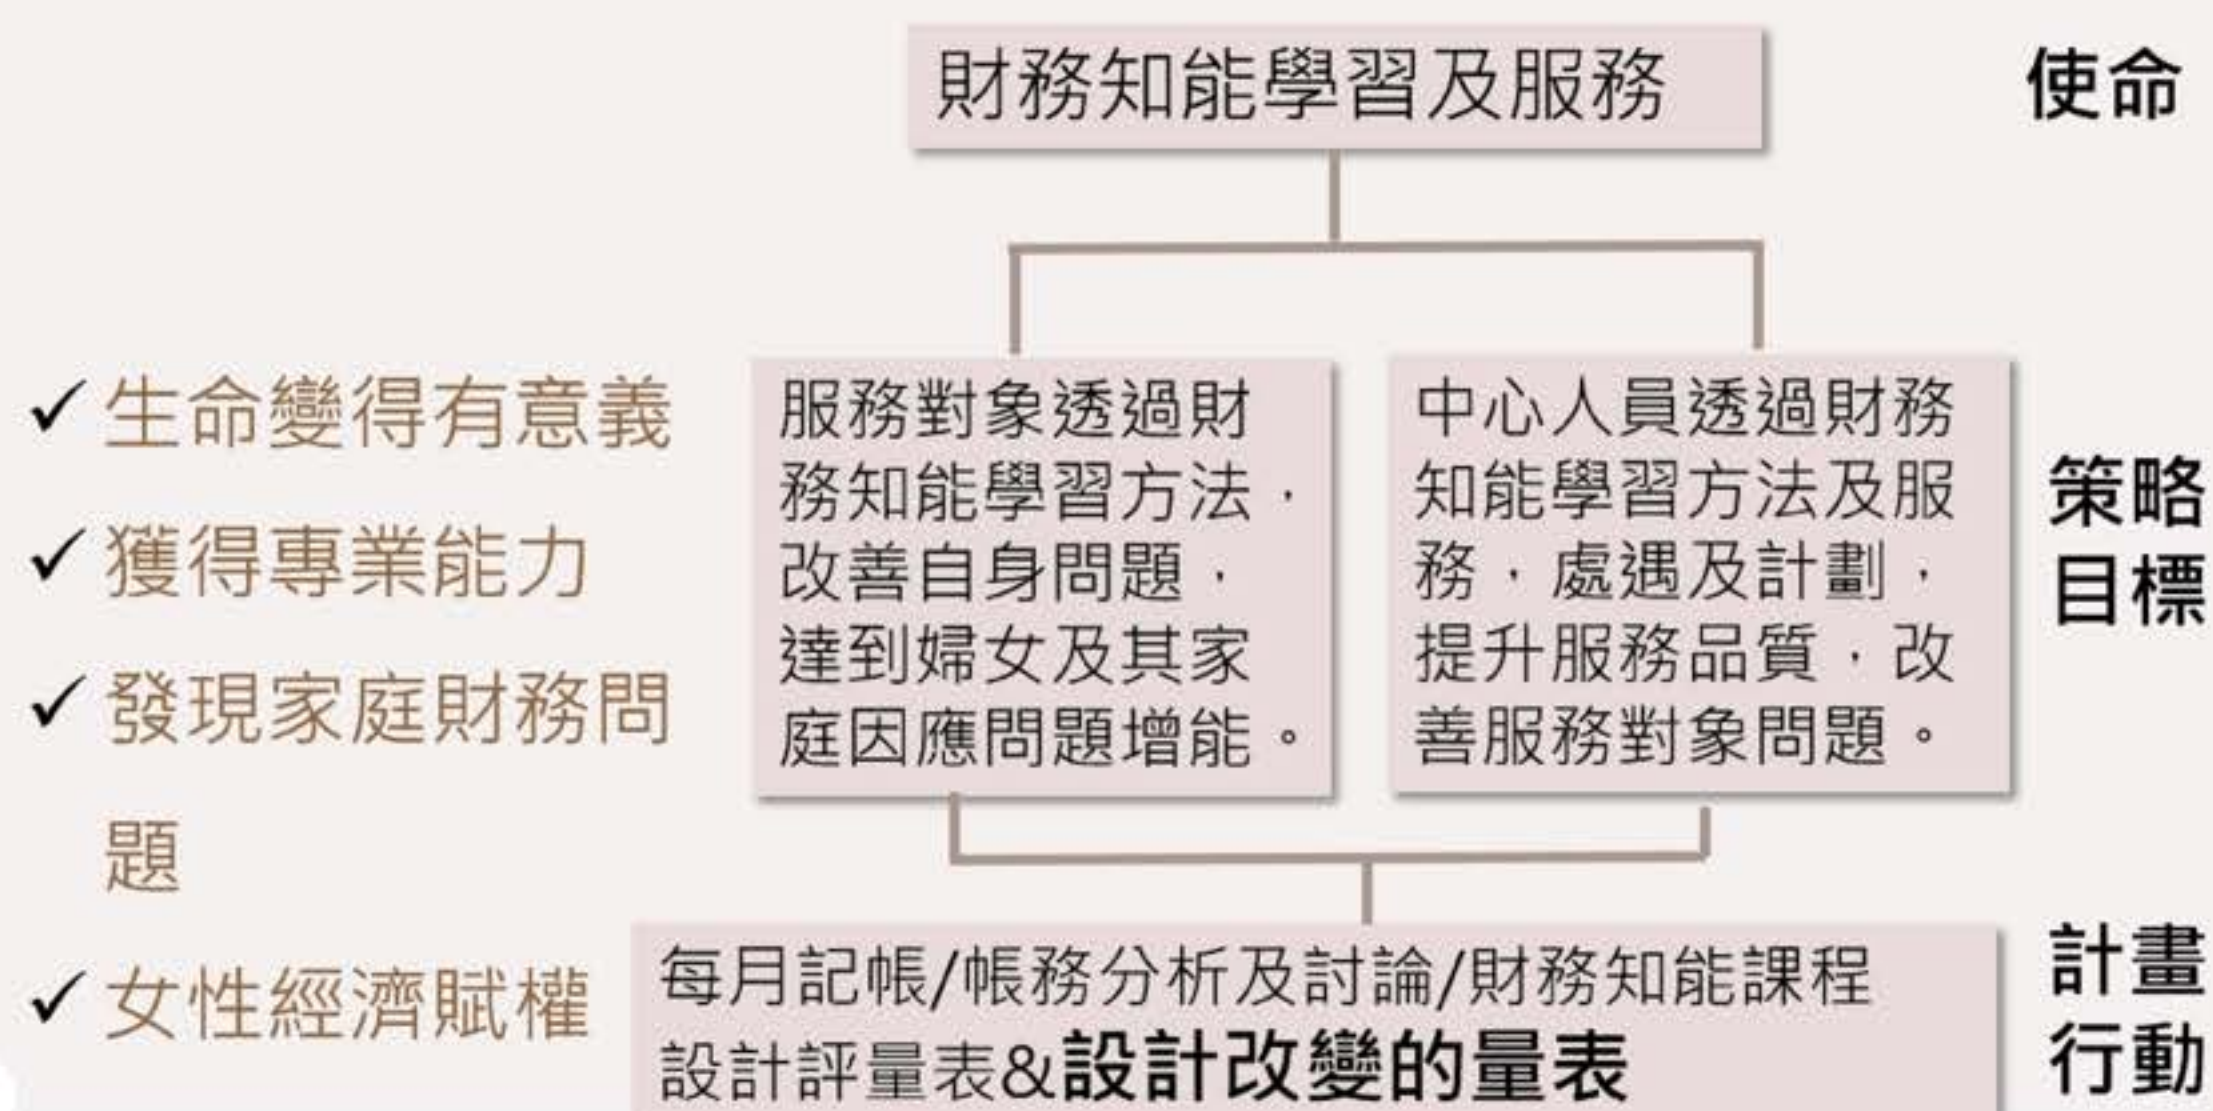 財務知能學習及服務
使命
✓ 生命變得有意義
✓ 獲得專業能力
✓ 發現家庭財務問
題
✓ 女性經濟賦權
服務對象透過財
務知能學習方法，
改善自身問題，
達到婦女及其家
庭因應問題增能。
中心人員透過財務
知能學習方法及服
務，處遇及計劃，
提升服務品質，改
善服務對象問題。
策略
目標
每月記帳/帳務分析及討論/財務知能課程
設計評量表&設計改變的量表
計畫
行動